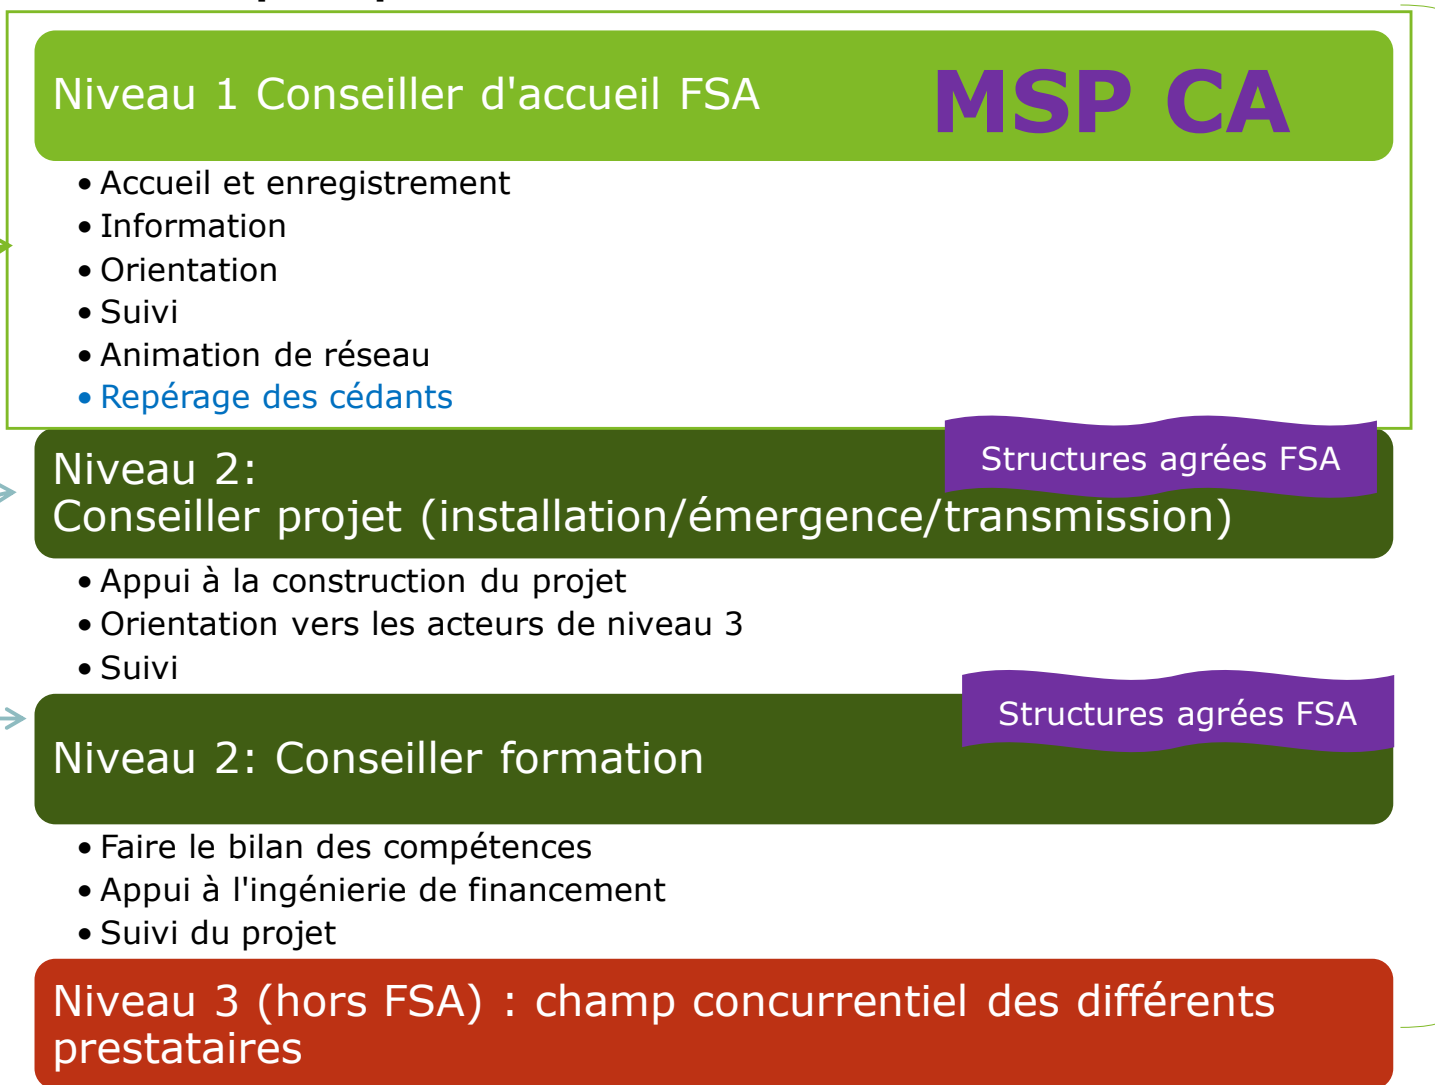 Niveau 1 Conseiller d'accueil FSA
MSP CA
• Accueil et enregistrement
• Information
• Orientation
• Suivi
• Animation de réseau
• Repérage des cédants
Structures agrées FSA
Niveau 2:
Conseiller projet (installation/émergence/transmission)
• Appui à la construction du projet
• Orientation vers les acteurs de niveau 3
• Suivi
Structures agrées FSA
Niveau 2: Conseiller formation
• Faire le bilan des compétences
• Appui à l'ingénierie de financement
• Suivi du projet
Niveau 3 (hors FSA) : champ concurrentiel des différents
prestataires